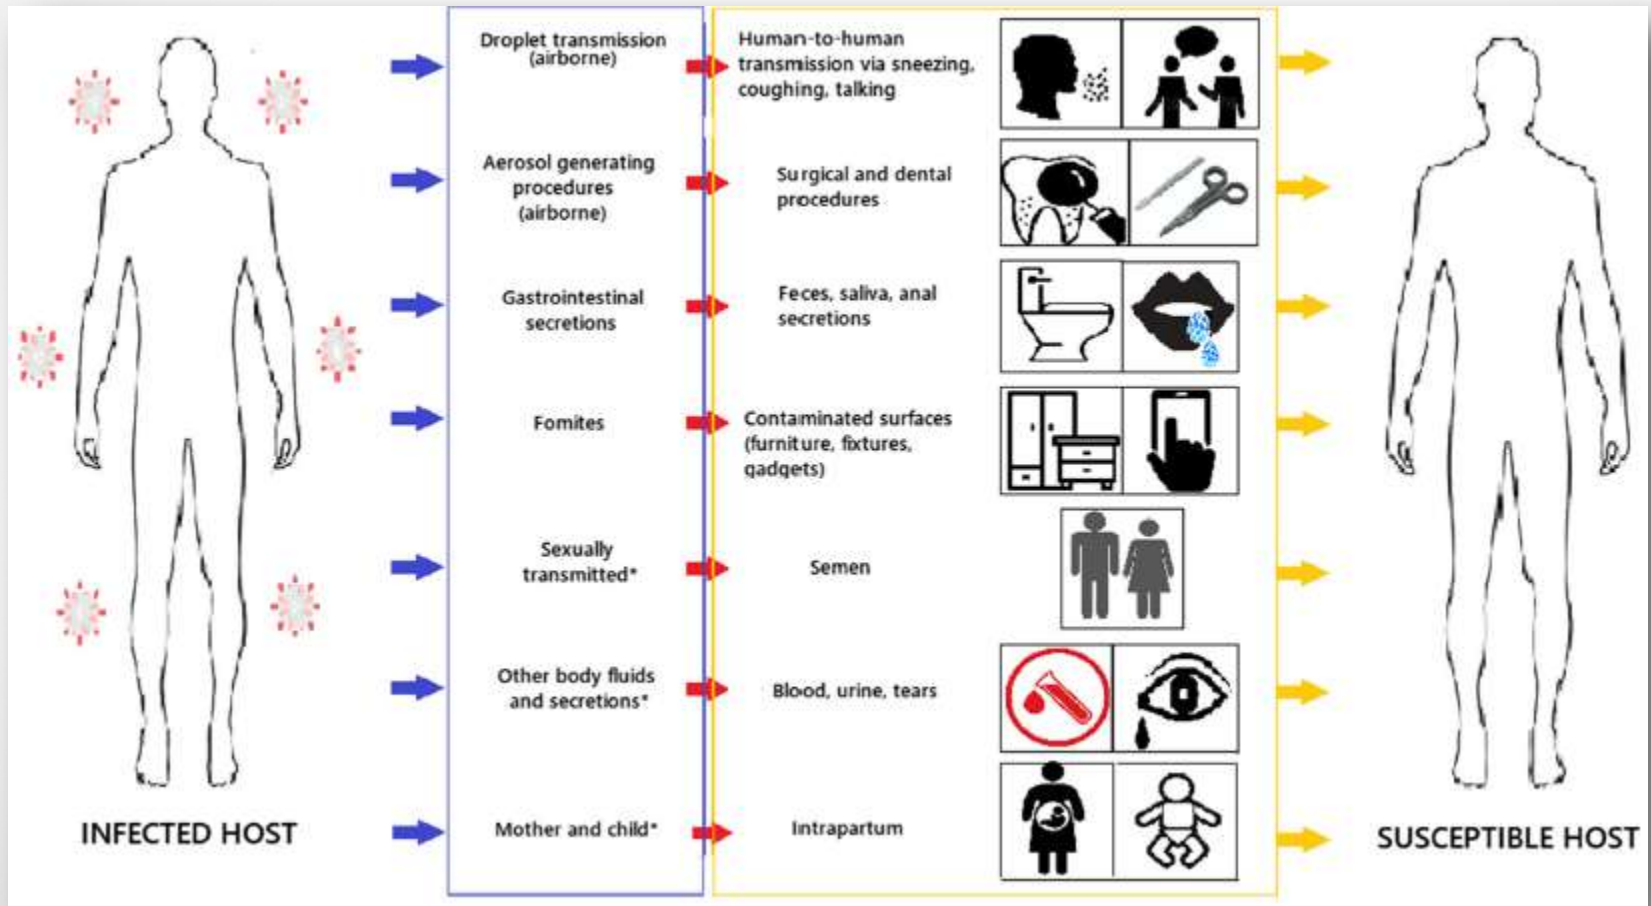 Droplet transmission
(airborne)
Human-to-human
transmission via sneezing,
coughing, talking
Aerosol generating
procedures
(airborne)
Surgical and dental
procedures
Gastrointestinal
secretions
Feces, saliva, anal
secretions
Fomites
Contaminated surfaces
(furniture, fixtures,
gadgets)
Sexually
transmitted*
Semen
Other body fluids
and secretions*
Blood, urine, tears
Mother and child*
Intrapartum
INFECTED HOST
SUSCEPTIBLE HOST